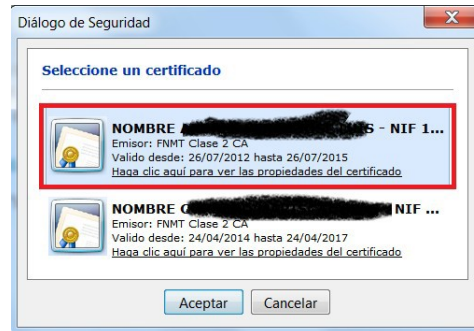 Diálogo de Seguridad
Seleccione un certificado
NOMBRE S - NIF 1...
Emisor: FNMT Clase 2 CA
Valido desde: 26/07/2012 hasta 26/07/2015
Haga clic aquí para ver las propiedades del certificado
NOMBRE NIF ...
Emisor: FNMT Clase 2 CA
Valido desde: 24/04/2014 hasta 24/04/2017
Haga clic aquí para ver las propiedades del certificado
Aceptar Cancelar